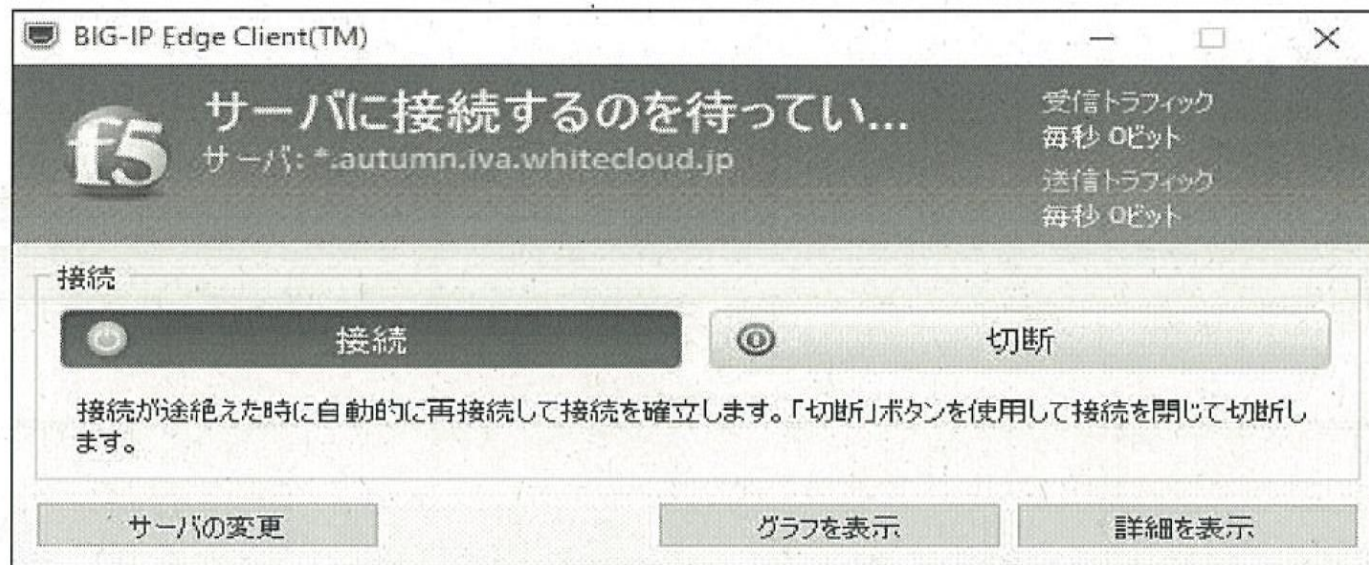 BIG-IP Edge Client(TM)
f5
サーバに接続するのを待ってい...
サーバ: *.autumn.iva.whitecloud.jp
受信トラフィック
毎秒 0ビット
送信トラフィック
毎秒 0ビット
接続
接続
切断
接続が途絶えた時に自動的に再接続して接続を確立します。「切断」ボタンを使用して接続を閉じて切断し
ます。
サーバの変更
グラフを表示
詳細を表示